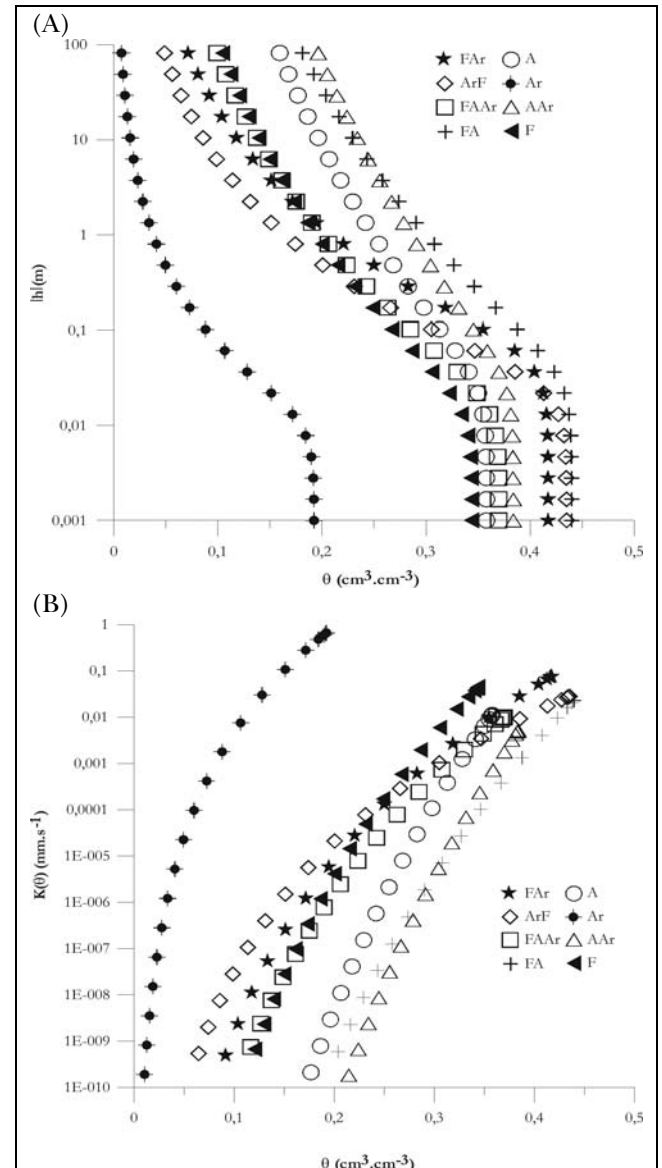 (A)
100
10
1
0,1
0,01
0,001
|h|(m)
FAr
A
ArF
Ar
FAAr
AAr
FA
F
0
0,1
0,2
0,3
0,4
0,5
θ (cm³.cm⁻³)
(B)
1
0,1
0,01
0,001
0,0001
1E-005
1E-006
1E-007
1E-008
1E-009
1E-010
K(θ) (mm.s⁻¹)
FAr
A
ArF
Ar
FAAr
AAr
FA
F
0
0,1
0,2
0,3
0,4
0,5
θ (cm³.cm⁻³)